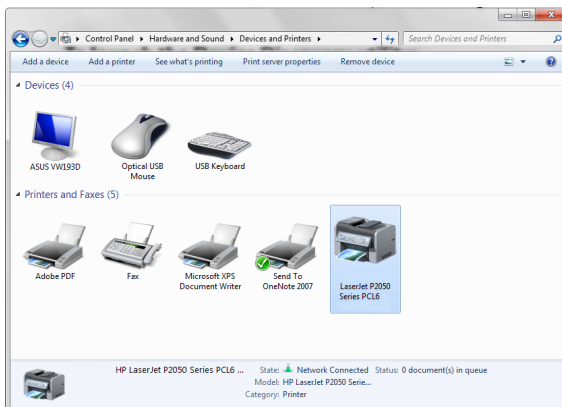 Control Panel ▸ Hardware and Sound ▸ Devices and Printers ▸
Search Devices and Printers
Add a device Add a printer See what's printing Print server properties Remove device
Devices (4)
ASUS VW193D
Optical USB
Mouse
USB Keyboard
Printers and Faxes (5)
Adobe PDF
Fax
Microsoft XPS
Document Writer
Send To
OneNote 2007
LaserJet P2050
Series PCL6
HP LaserJet P2050 Series PCL6 ... State: Network Connected Status: 0 document(s) in queue
Model: HP LaserJet P2050 Serie...
Category: Printer